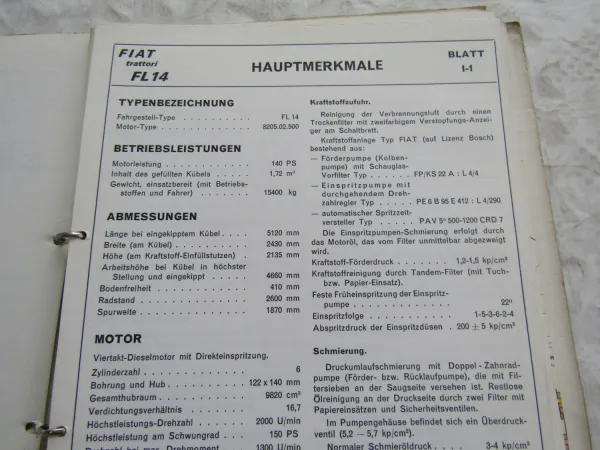 FIAT
trattori
FL14
HAUPTMERKMALE
BLATT
I-1
TYPENBEZEICHNUNG
Fahrgestell-Type . . . . . . . . . . FL 14
Motor-Type . . . . . . . . . . . 8205.02.500
BETRIEBSLEISTUNGEN
Motorleistung . . . . . . . . . . . . 140 PS
Inhalt des gefüllten Kübels . . . . . 1,72 m³
Gewicht, einsatzbereit (mit Betriebs-
stoffen und Fahrer) . . . . . . . 15400 kg
ABMESSUNGEN
Länge bei eingekipptem Kübel . . . . 5120 mm
Breite (am Kübel) . . . . . . . . . . 2430 mm
Höhe (am Kraftstoff-Einfüllstutzen) . 2135 mm
Arbeitshöhe bei Kübel in höchster
Stellung und eingekippt . . . . . 4660 mm
Bodenfreiheit . . . . . . . . . . . . 410 mm
Radstand . . . . . . . . . . . . . . 2600 mm
Spurweite . . . . . . . . . . . . . . 1870 mm
MOTOR
Viertakt-Dieselmotor mit Direkteinspritzung.
Zylinderzahl . . . . . . . . . . . . . 6
Bohrung und Hub . . . . . . . . . . 122 x 140 mm
Gesamthubraum . . . . . . . . . . . 9820 cm³
Verdichtungsverhältnis . . . . . . . 16,7
Höchstleistungs-Drehzahl . . . . . . 2000 U/min
Höchstleistung am Schwungrad . . . 150 PS
Drehzahl bei max. Drehmoment . . . 1300 U/min
Kraftstoffzufuhr.
Reinigung der Verbrennungsluft durch einen
Trockenfilter mit zweifarbigem Verstopfungs-Anzei-
ger am Schaltbrett.
Kraftstoffanlage Typ FIAT (auf Lizenz Bosch)
bestehend aus:
— Förderpumpe (Kolben-
pumpe) mit Schauglas-
Vorfilter Typ . . . . . . FP/KS 22 A : L 4/4
— Einspritzpumpe mit
durchgehendem Dreh-
zahlregler Typ . . . . . PE 6 B 95 E 412 : L 4/290
— automatischer Spritzzeit-
versteller Typ . . . . . PAV 5º 500-1200 CRD 7
Die Einspritzpumpen-Schmierung erfolgt durch
das Motoröl, das vom Filter unmittelbar abgezweigt
wird.
Kraftstoff-Förderdruck . . . . . . . 1,2-1,5 kp/cm²
Kraftstoffreinigung durch Tandem-Filter (mit Tuch-
bzw. Papier-Einsatz).
Feste Früheinspritzung der Einspritz-
pumpe . . . . . . . . . . . . . 22º
Einspritzfolge . . . . . . . . . . . 1-5-3-6-2-4
Abspritzdruck der Einspritzdüsen . 200 ± 5 kp/cm²
Schmierung.
Druckumlaufschmierung mit Doppel-Zahnrad-
pumpe (Förder- bzw. Rücklaufpumpe), die mit Fil-
tersieben an der Saugseite versehen ist. Restlose
Ölreinigung an der Druckseite durch zwei Filter mit
Papiereinsätzen und Sicherheitsventilen.
Im Pumpengehäuse befindet sich ein Überdruck-
ventil (5,2 — 5,7 kp/cm²).
Normaler Schmieröldruck . . . . 3-4 kp/cm²